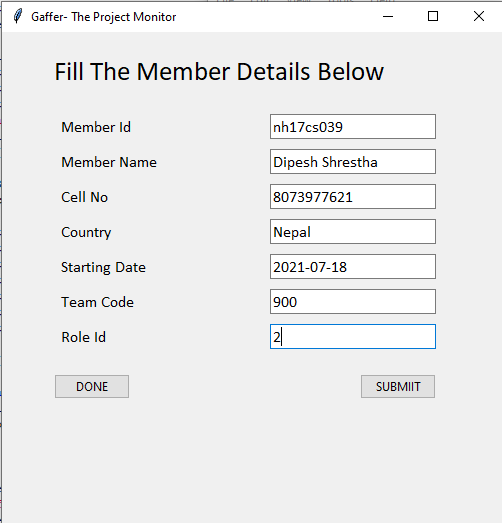 Gaffer- The Project Monitor
Fill The Member Details Below
Member Id nh17cs039
Member Name Dipesh Shrestha
Cell No 8073977621
Country Nepal
Starting Date 2021-07-18
Team Code 900
Role Id 2
DONE SUBMIIT